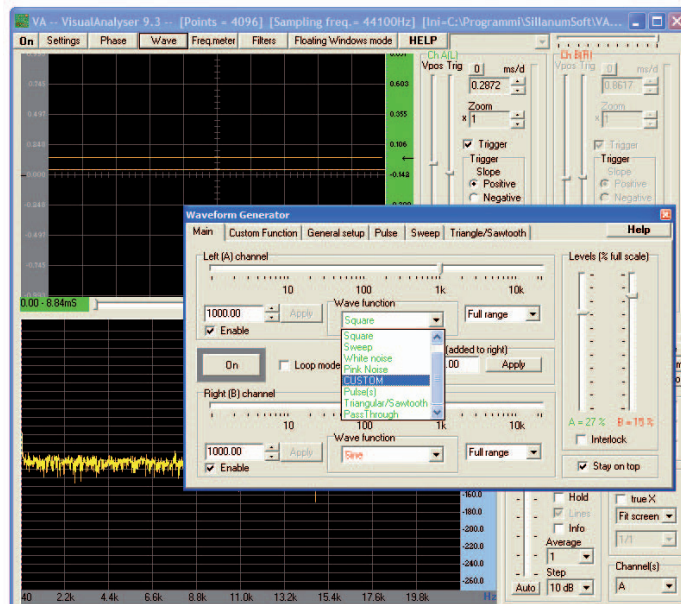 VA -- VisualAnalyser 9.3 -- [Points = 4096] [Sampling freq.= 44100Hz] [Ini=C:\Programmi\SillanumSoft\VA...
On Settings Phase Wave Freq.meter Filters Floating Windows mode HELP
Ch A(L)
Vpos Trig 0 ms/d
0.2872
Zoom
x 1
Trigger
Trigger
Slope
Positive
Negative
Ch B(R)
Vpos Trig 0 ms/d
0.8617
Zoom
x 1
Trigger
Trigger
Slope
Positive
Negative
0.355
0.106
-0.142
0.00 - 8.84mS
Waveform Generator
Main Custom Function General setup Pulse Sweep Triangle/Sawtooth Help
Left (A) channel
10 100 1k 10k
1000.00 Apply
Wave function
Square
Full range
Enable
Square
Sweep
White noise
Pink Noise
CUSTOM
Pulse(s)
Triangular/Sawtooth
PassThrough
On
Loop mode
(added to right)
.00 Apply
Right (B) channel
10 100 1k 10k
1000.00 Apply
Wave function
Sine
Full range
Enable
Levels (% full scale)
A = 27 %
Interlock
Stay on top
-160.0
-180.0
-200.0
-220.0
-240.0
-260.0
40 2.2k 4.4k 6.6k 8.8k 11.0k 13.2k 15.4k 17.6k 19.8k Hz
Hold
Lines
Info
Average
1
Step
Auto 10 dB
true X
Fit screen
1/1
Channel(s)
A